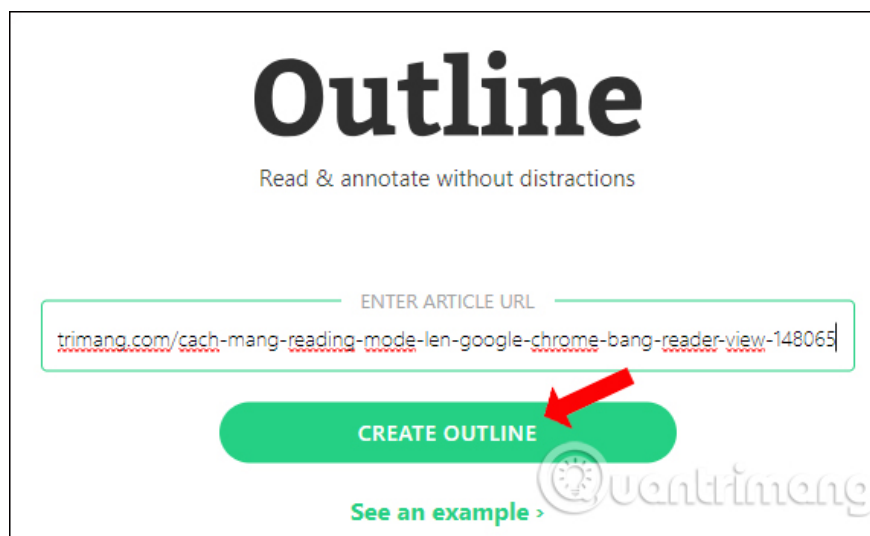 Outline
Read & annotate without distractions
ENTER ARTICLE URL
trimang.com/cach-mang-reading-mode-len-google-chrome-bang-reader-view-148065
CREATE OUTLINE
Quantrimang
See an example ›